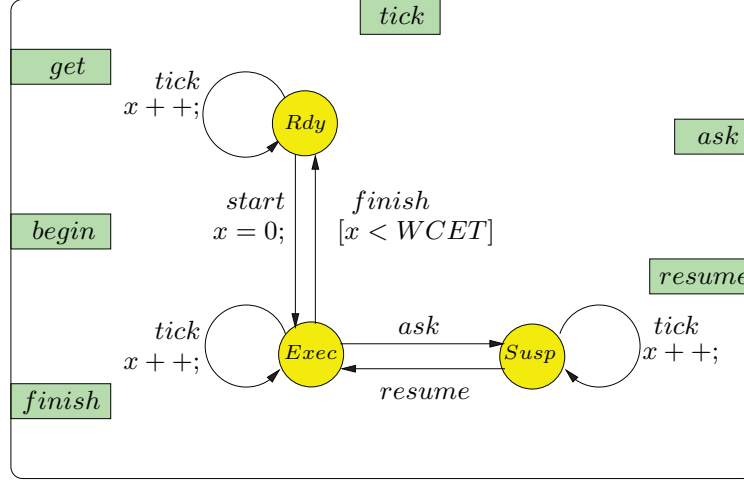 tick
get
tick
x + +;
Rdy
ask
start
x = 0;
finish
[x < WCET]
begin
resume
tick
x + +;
Exec
ask
Susp
tick
x + +;
resume
finish